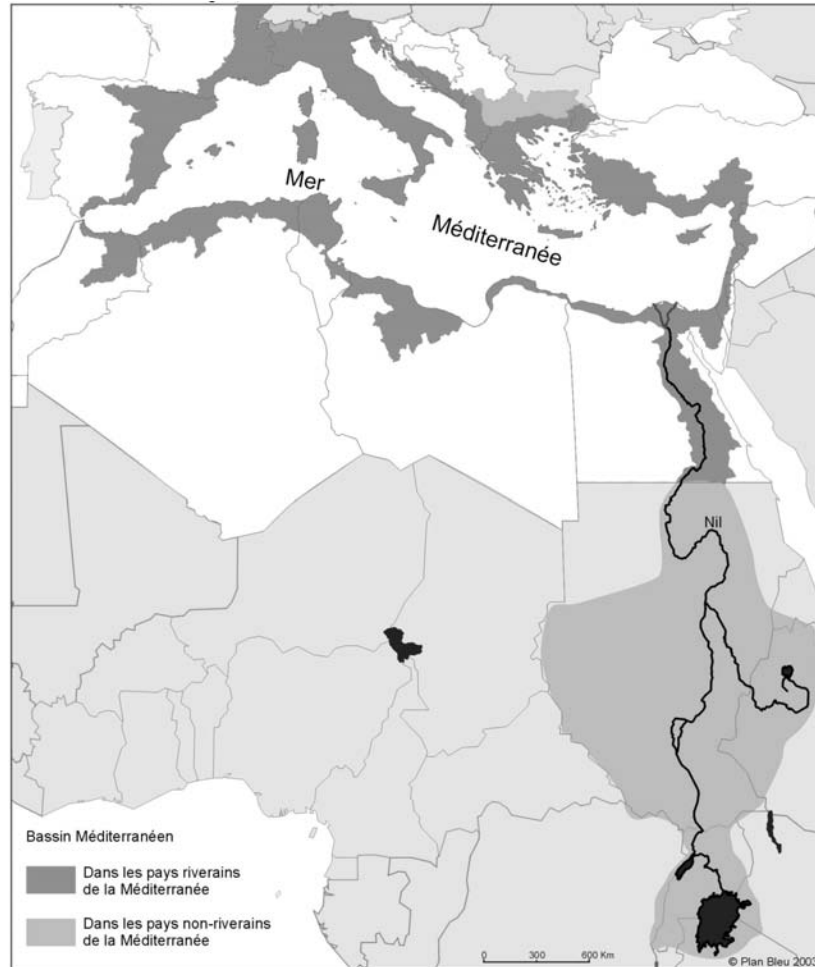 Mer
Méditerranée
Nil
Bassin Méditerranéen
Dans les pays riverains
de la Méditerranée
Dans les pays non-riverains
de la Méditerranée
0 300 600 Km
© Plan Bleu 2003